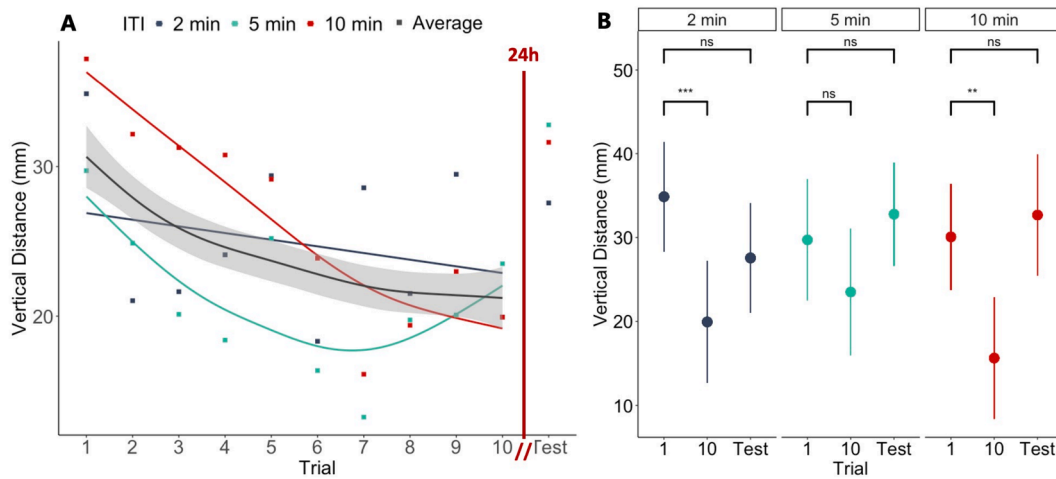 A
ITI 2 min 5 min 10 min Average
24h
Vertical Distance (mm)
30
20
1 2 3 4 5 6 7 8 9 10 // Test
Trial
B
2 min 5 min 10 min
ns ns ns
*** ns **
Vertical Distance (mm)
50
40
30
20
10
1 10 Test 1 10 Test 1 10 Test
Trial